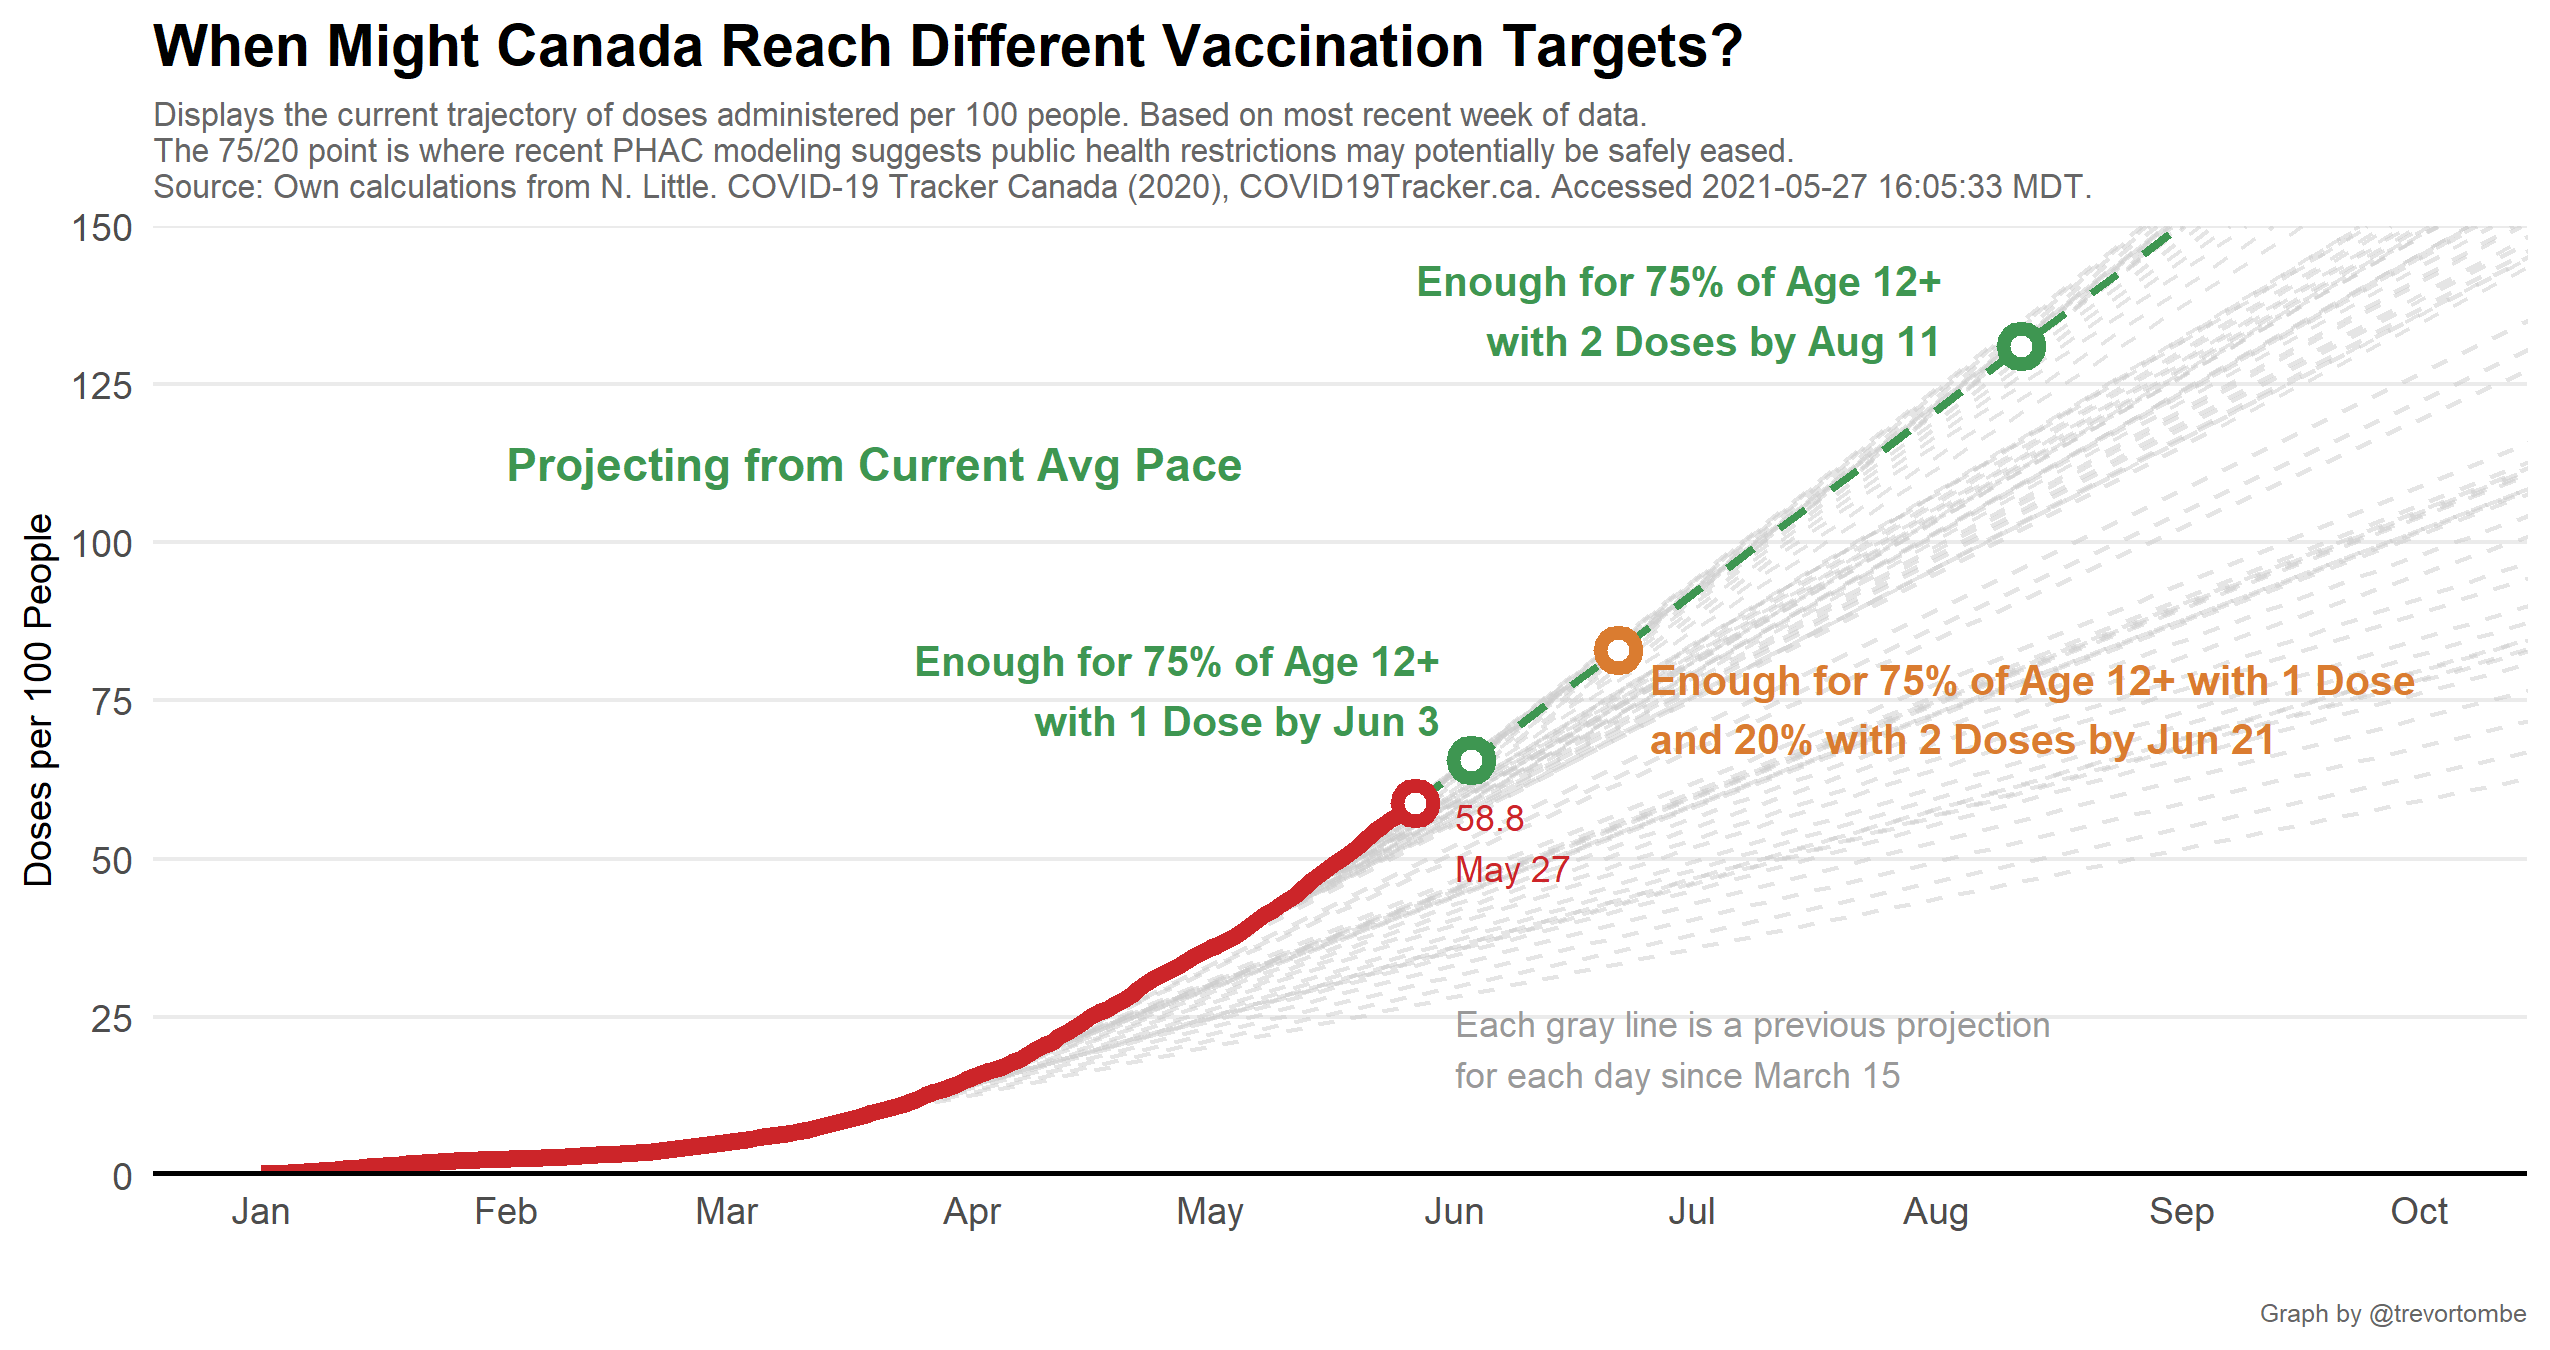 When Might Canada Reach Different Vaccination Targets?
Displays the current trajectory of doses administered per 100 people. Based on most recent week of data.
The 75/20 point is where recent PHAC modeling suggests public health restrictions may potentially be safely eased.
Source: Own calculations from N. Little. COVID-19 Tracker Canada (2020), COVID19Tracker.ca. Accessed 2021-05-27 16:05:33 MDT.
150
Enough for 75% of Age 12+
with 2 Doses by Aug 11
125
Projecting from Current Avg Pace
100
Doses per 100 People
Enough for 75% of Age 12+
with 1 Dose by Jun 3
Enough for 75% of Age 12+ with 1 Dose
and 20% with 2 Doses by Jun 21
75
58.8
May 27
50
25
Each gray line is a previous projection
for each day since March 15
0
Jan Feb Mar Apr May Jun Jul Aug Sep Oct
Graph by @trevortombe